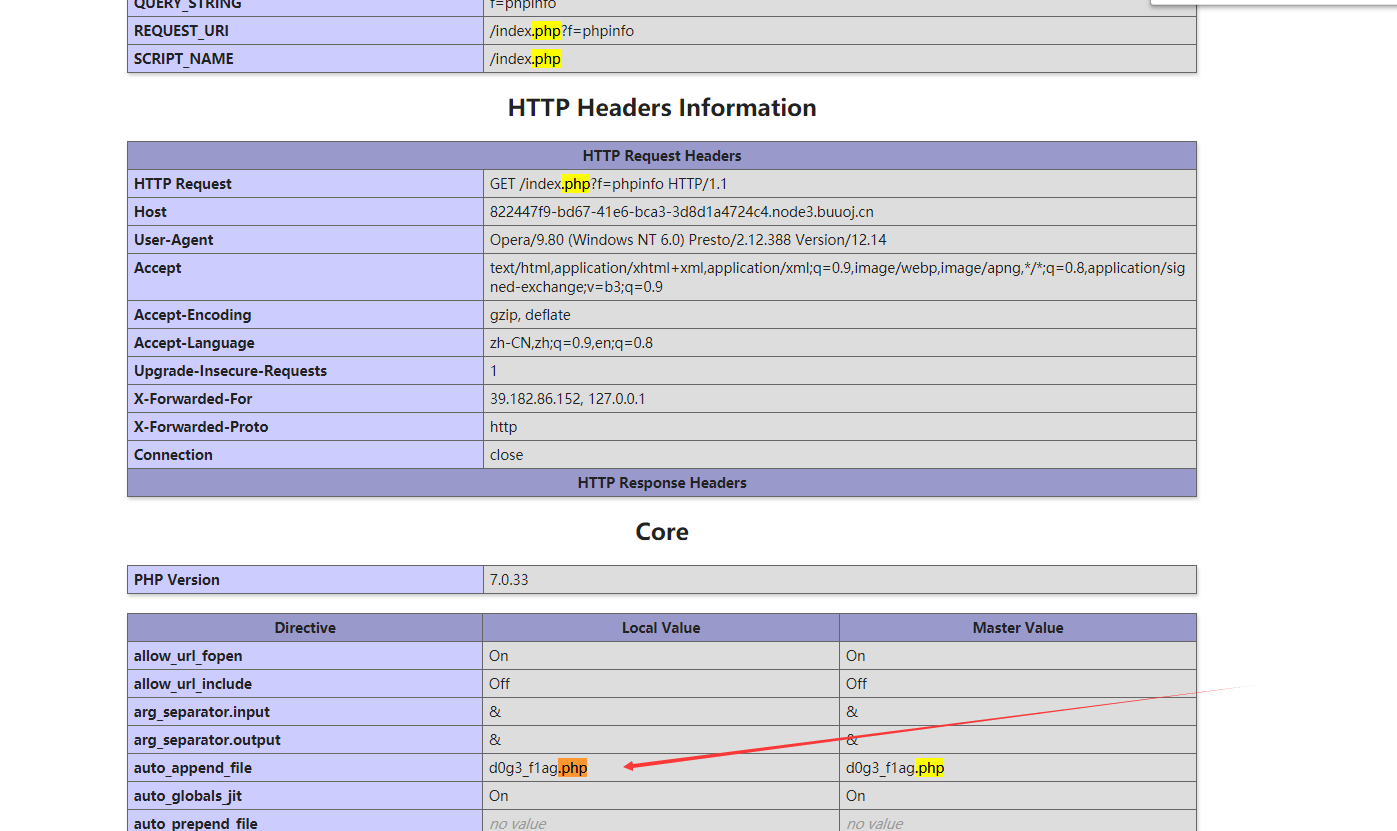 QUERY_STRING f=phpinfo
REQUEST_URI /index.php?f=phpinfo
SCRIPT_NAME /index.php
HTTP Headers Information
HTTP Request Headers
HTTP Request GET /index.php?f=phpinfo HTTP/1.1
Host 822447f9-bd67-41e6-bca3-3d8d1a4724c4.node3.buuoj.cn
User-Agent Opera/9.80 (Windows NT 6.0) Presto/2.12.388 Version/12.14
Accept text/html,application/xhtml+xml,application/xml;q=0.9,image/webp,image/apng,*/*;q=0.8,application/sig
ned-exchange;v=b3;q=0.9
Accept-Encoding gzip, deflate
Accept-Language zh-CN,zh;q=0.9,en;q=0.8
Upgrade-Insecure-Requests 1
X-Forwarded-For 39.182.86.152, 127.0.0.1
X-Forwarded-Proto http
Connection close
HTTP Response Headers
Core
PHP Version 7.0.33
Directive Local Value Master Value
allow_url_fopen On On
allow_url_include Off Off
arg_separator.input & &
arg_separator.output & &
auto_append_file d0g3_f1ag.php d0g3_f1ag.php
auto_globals_jit On On
auto_prepend_file no value no value